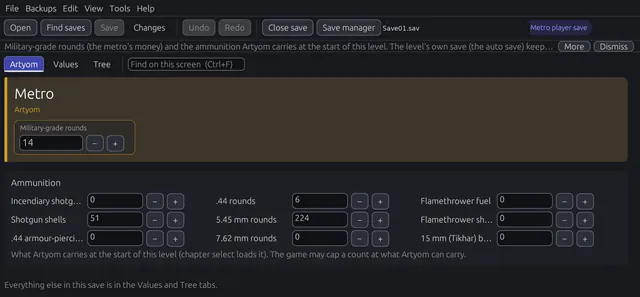 File Backups Edit View Tools Help
Open Find saves Save Changes Undo Redo Close save Save manager Save01.sav Metro player save
Military-grade rounds (the metro's money) and the ammunition Artyom carries at the start of this level. The level's own save (the auto save) keep... More Dismiss
Artyom Values Tree Find on this screen (Ctrl+F)
Metro
Artyom
Military-grade rounds
14 − +
Ammunition
Incendiary shotg... 0 − + .44 rounds 6 − + Flamethrower fuel 0 − +
Shotgun shells 51 − + 5.45 mm rounds 224 − + Flamethrower sh... 0 − +
.44 armour-pierci... 0 − + 7.62 mm rounds 0 − + 15 mm (Tikhar) b... 0 − +
What Artyom carries at the start of this level (chapter select loads it). The game may cap a count at what Artyom can carry.
Everything else in this save is in the Values and Tree tabs.